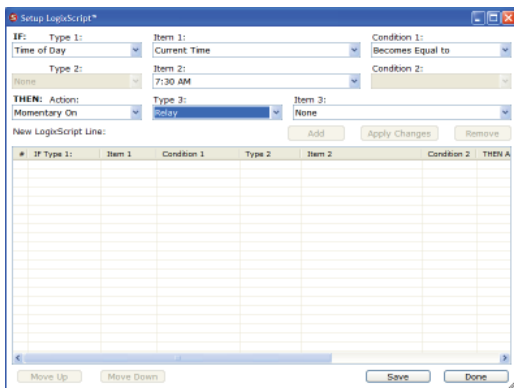 Setup LogixScript™
IF: Type 1: Item 1: Condition 1:
Time of Day Current Time Becomes Equal to
Type 2: Item 2: Condition 2:
None 7:30 AM
THEN: Action: Type 3: Item 3:
Momentary On Relay None
New LogixScript Line: Add Apply Changes Remove
# IF Type 1: Item 1 Condition 1 Type 2 Item 2 Condition 2 THEN A
Move Up Move Down Save Done